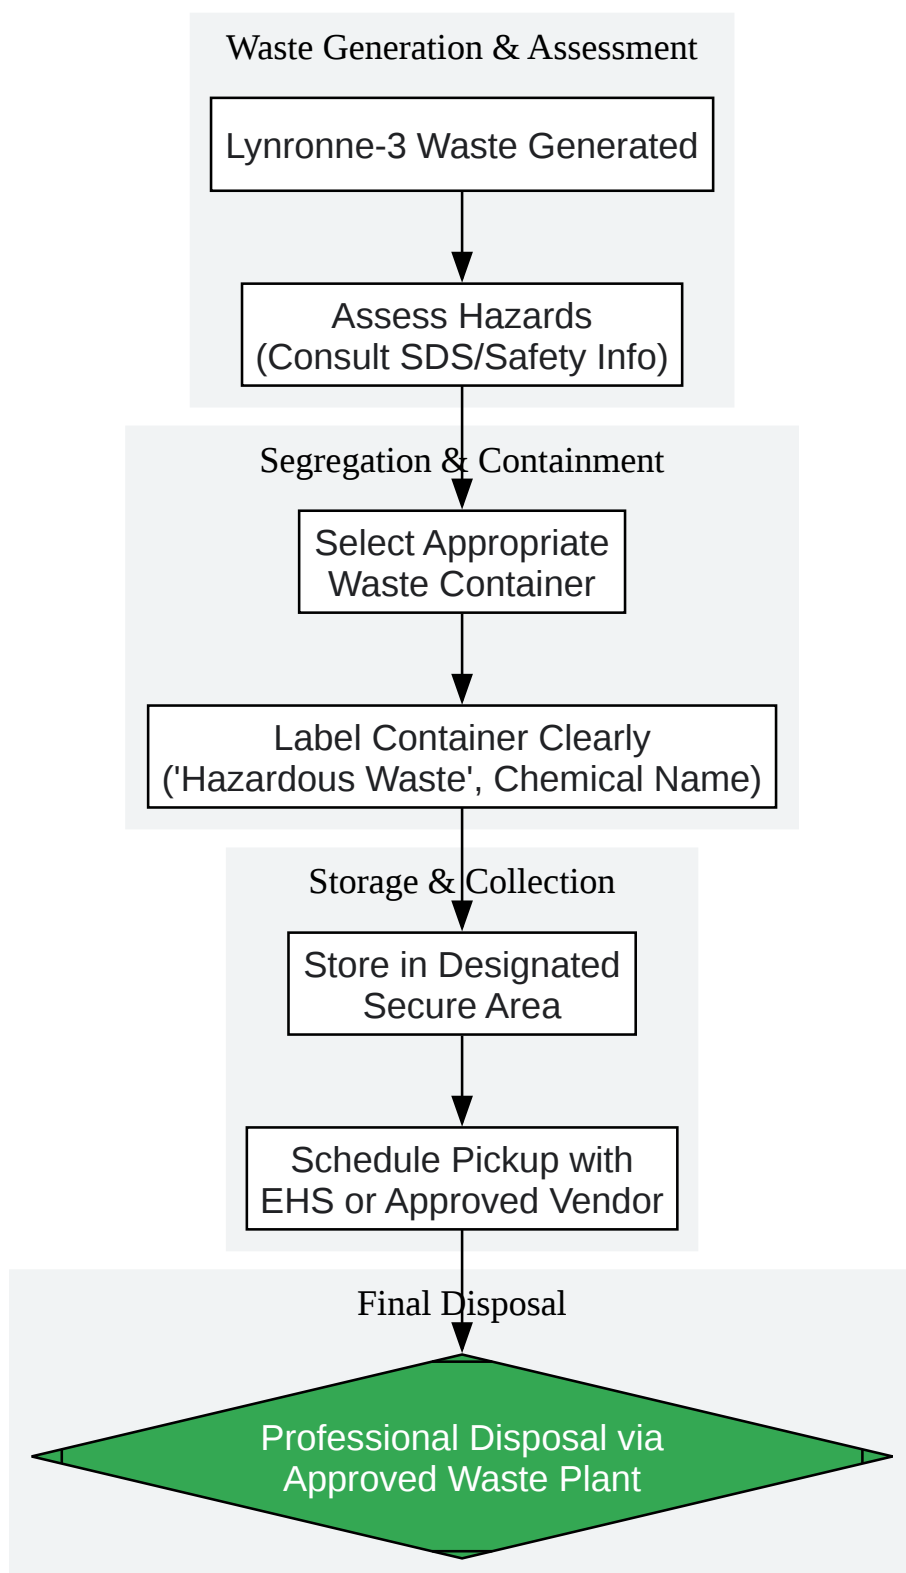 Waste Generation & Assessment
Lynronne-3 Waste Generated
Assess Hazards
(Consult SDS/Safety Info)
Segregation & Containment
Select Appropriate
Waste Container
Label Container Clearly
('Hazardous Waste', Chemical Name)
Storage & Collection
Store in Designated
Secure Area
Schedule Pickup with
EHS or Approved Vendor
Final Disposal
Professional Disposal via
Approved Waste Plant